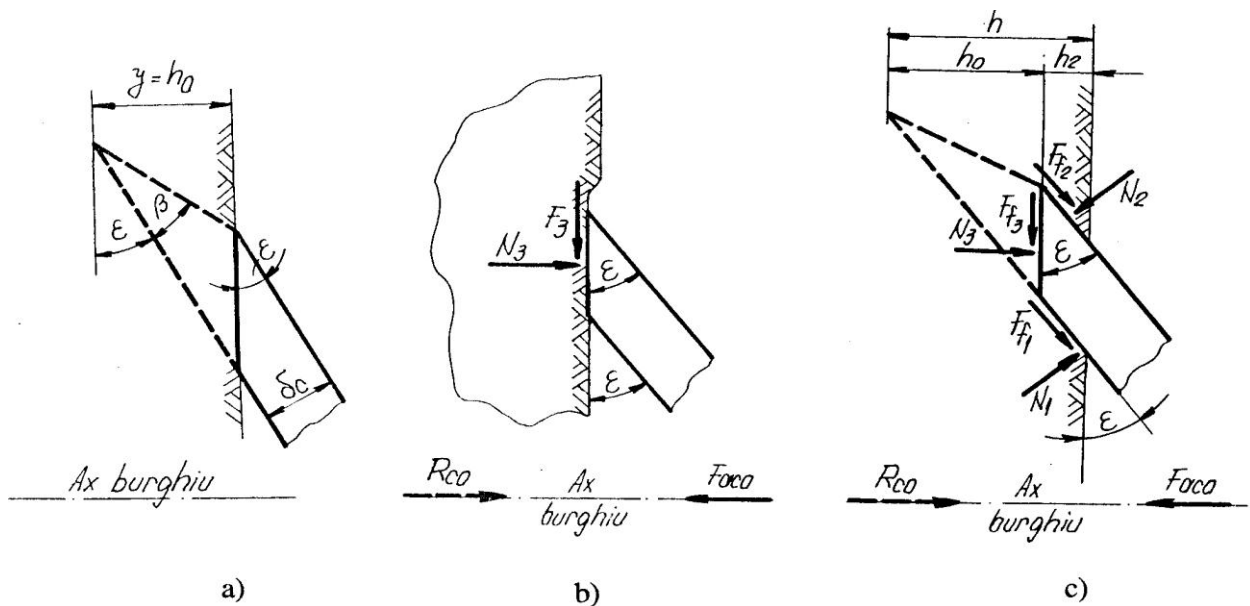 y=h₀
ε
β
ε
δc
Ax burghiu
a)
F₃
N₃
ε
ε
Rco
Ax
burghiu
Faco
b)
h
h₀
h₂
Ff₂
N₂
Ff₃
N₃
ε
Ff₁
N₁
ε
Rco
Ax
burghiu
Faco
c)